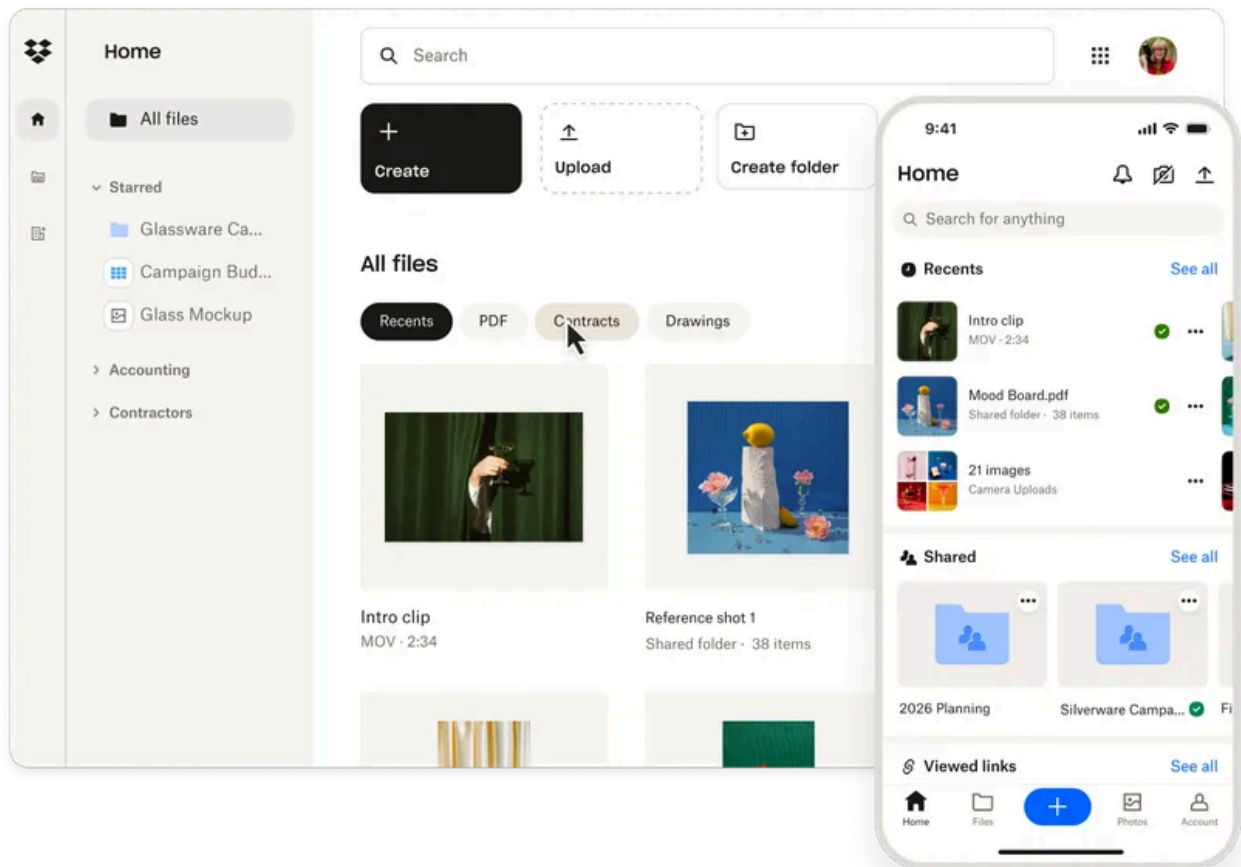 Home
All files
Starred
Glassware Ca...
Campaign Bud...
Glass Mockup
Accounting
Contractors
Search
Create
Upload
Create folder
All files
Recents
PDF
Contracts
Drawings
Intro clip
MOV · 2:34
Reference shot 1
Shared folder · 38 items
9:41
Home
Search for anything
Recents
See all
Intro clip
MOV · 2:34
Mood Board.pdf
Shared folder · 38 items
21 images
Camera Uploads
Shared
See all
2026 Planning
Silverware Campa...
Fi
Viewed links
See all
Home
Files
Photos
Account